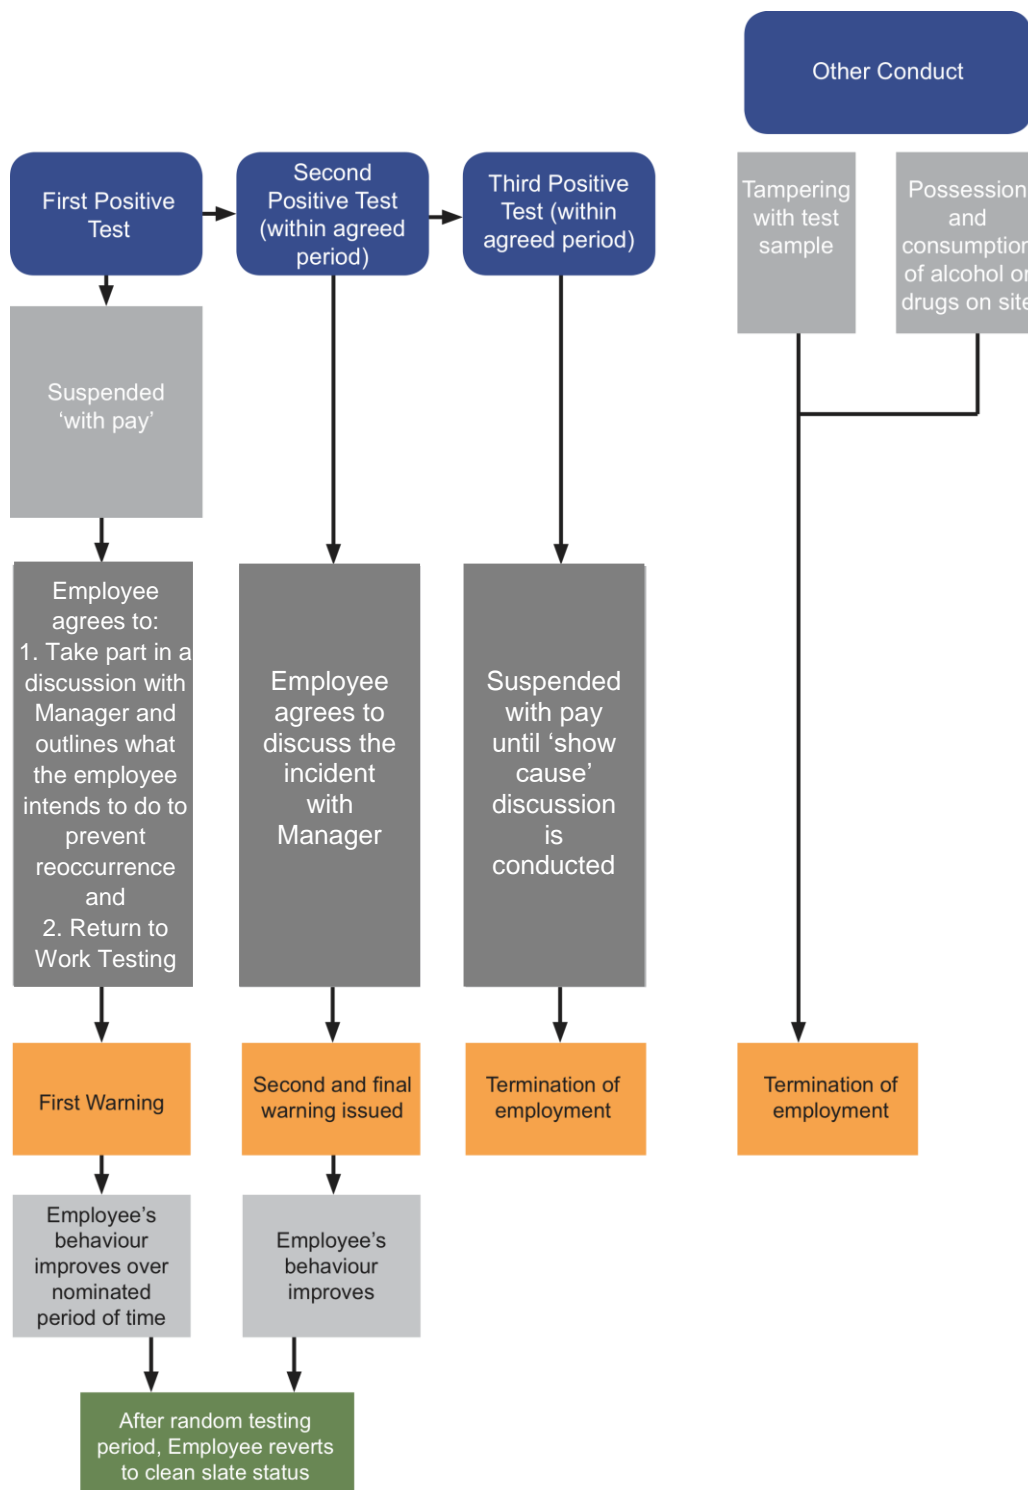 Other Conduct
First Positive
Test
Second
Positive Test
(within agreed
period)
Third Positive
Test (within
agreed period)
Tampering
with test
sample
Possession
and
consumption
of alcohol or
drugs on site
Suspended
‘with pay’
Employee
agrees to:
1. Take part in a
discussion with
Manager and
outlines what
the employee
intends to do to
prevent
reoccurrence
and
2. Return to
Work Testing
Employee
agrees to
discuss the
incident
with
Manager
Suspended
with pay
until ‘show
cause’
discussion
is
conducted
First Warning
Second and final
warning issued
Termination of
employment
Termination of
employment
Employee’s
behaviour
improves over
nominated
period of time
Employee’s
behaviour
improves
After random testing
period, Employee reverts
to clean slate status